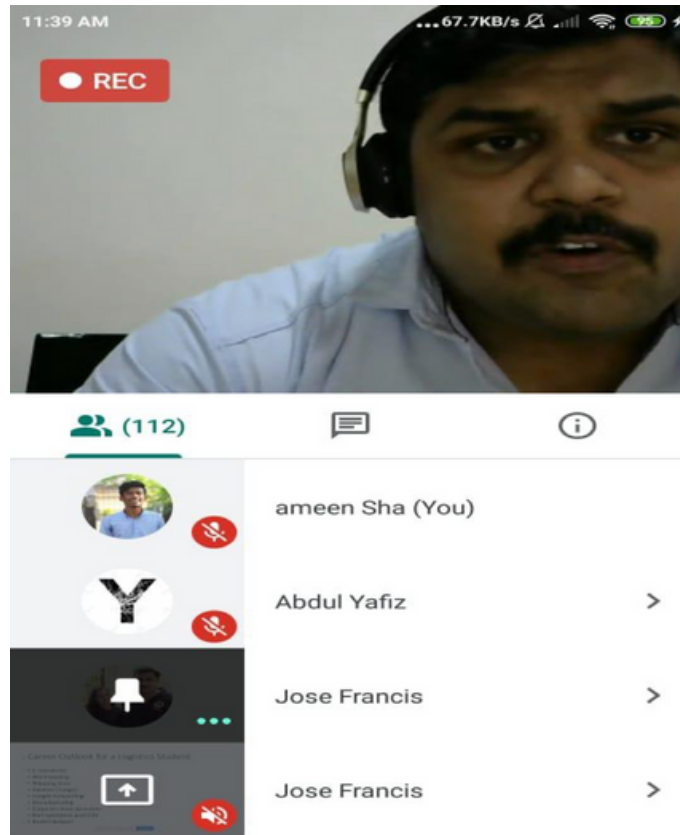 11:39 AM
...67.7KB/s
95
REC
(112)
ameen Sha (You)
Y
Abdul Yafiz
Jose Francis
Career Outlook for a Logistics Student
Jose Francis